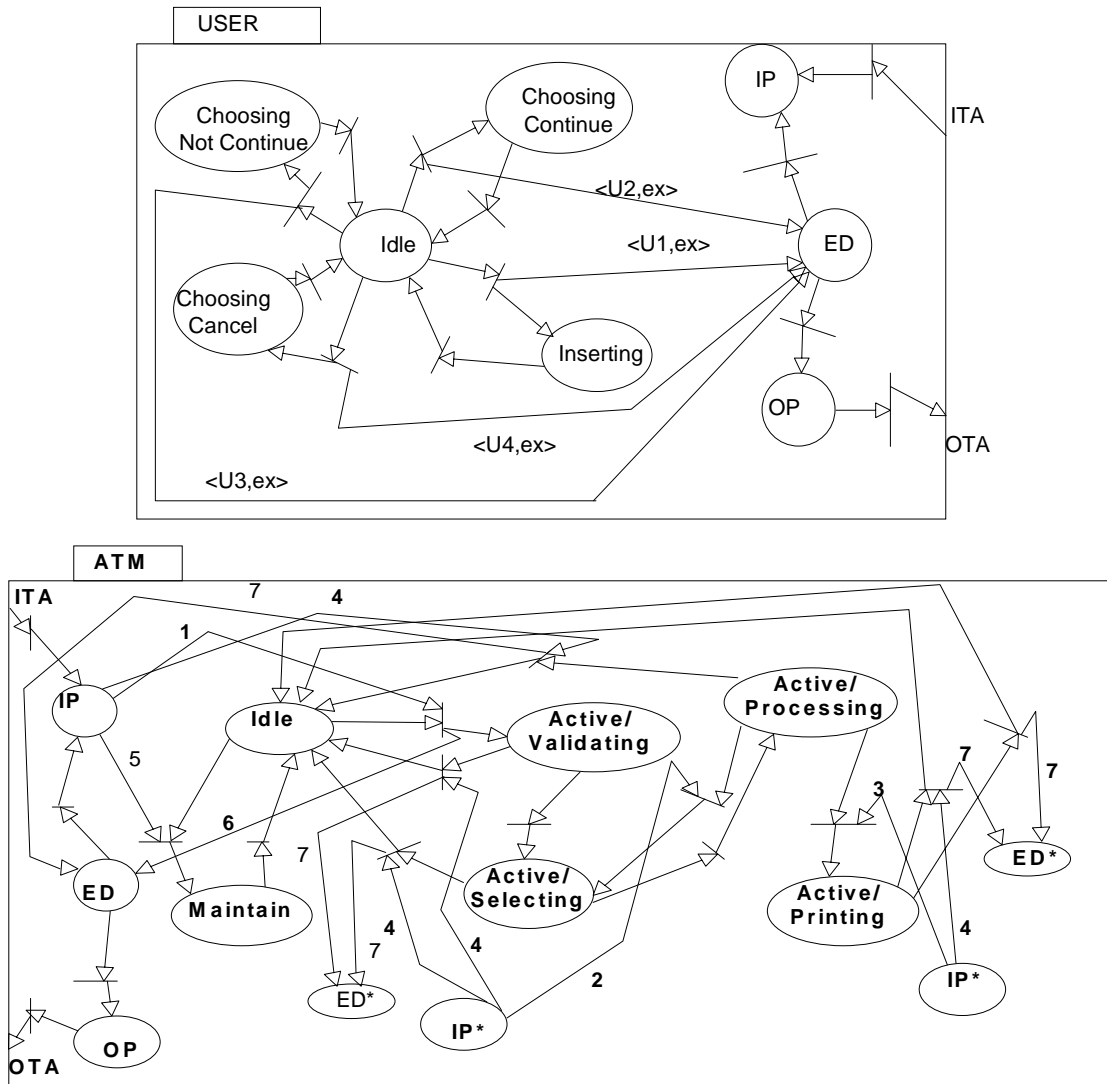 USER
Choosing
Not Continue
Choosing
Continue
IP
ITA
<U2,ex>
Idle
<U1,ex>
ED
Choosing
Cancel
Inserting
OP
<U4,ex>
OTA
<U3,ex>
ATM
ITA
7
4
1
IP
Idle
Active/
Processing
Active/
Validating
5
7
3
7
6
7
ED
Maintain
Active/
Selecting
ED*
Active/
Printing
4
7
4
2
4
ED*
IP*
IP*
OP
OTA